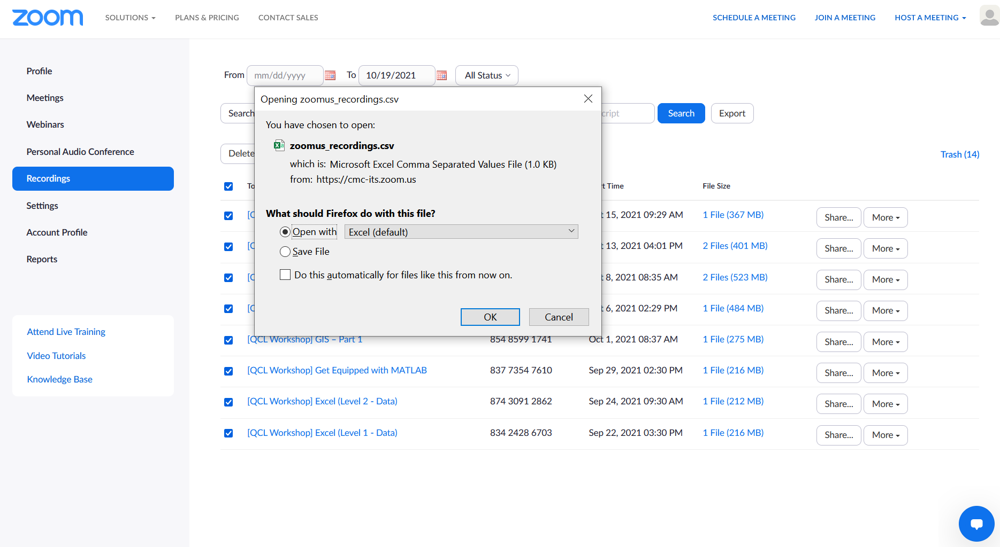 zoom
SOLUTIONS
PLANS & PRICING
CONTACT SALES
SCHEDULE A MEETING
JOIN A MEETING
HOST A MEETING
Profile
Meetings
Webinars
Personal Audio Conference
Recordings
Settings
Account Profile
Reports
Attend Live Training
Video Tutorials
Knowledge Base
From mm/dd/yyyy To 10/19/2021 All Status
Search
cript Search Export
Delete
Trash (14)
Opening zoomus_recordings.csv
You have chosen to open:
zoomus_recordings.csv
which is: Microsoft Excel Comma Separated Values File (1.0 KB)
from: https://cmc-its.zoom.us
What should Firefox do with this file?
Open with Excel (default)
Save File
Do this automatically for files like this from now on.
OK Cancel
To t Time File Size
t 15, 2021 09:29 AM 1 File (367 MB) Share... More
t 13, 2021 04:01 PM 2 Files (401 MB) Share... More
t 8, 2021 08:35 AM 2 Files (523 MB) Share... More
t 6, 2021 02:29 PM 1 File (484 MB) Share... More
[QCL Workshop] GIS – Part 1 854 8599 1741 Oct 1, 2021 08:37 AM 1 File (275 MB) Share... More
[QCL Workshop] Get Equipped with MATLAB 837 7354 7610 Sep 29, 2021 02:30 PM 1 File (216 MB) Share... More
[QCL Workshop] Excel (Level 2 - Data) 874 3091 2862 Sep 24, 2021 09:30 AM 1 File (212 MB) Share... More
[QCL Workshop] Excel (Level 1 - Data) 834 2428 6703 Sep 22, 2021 03:30 PM 1 File (216 MB) Share... More